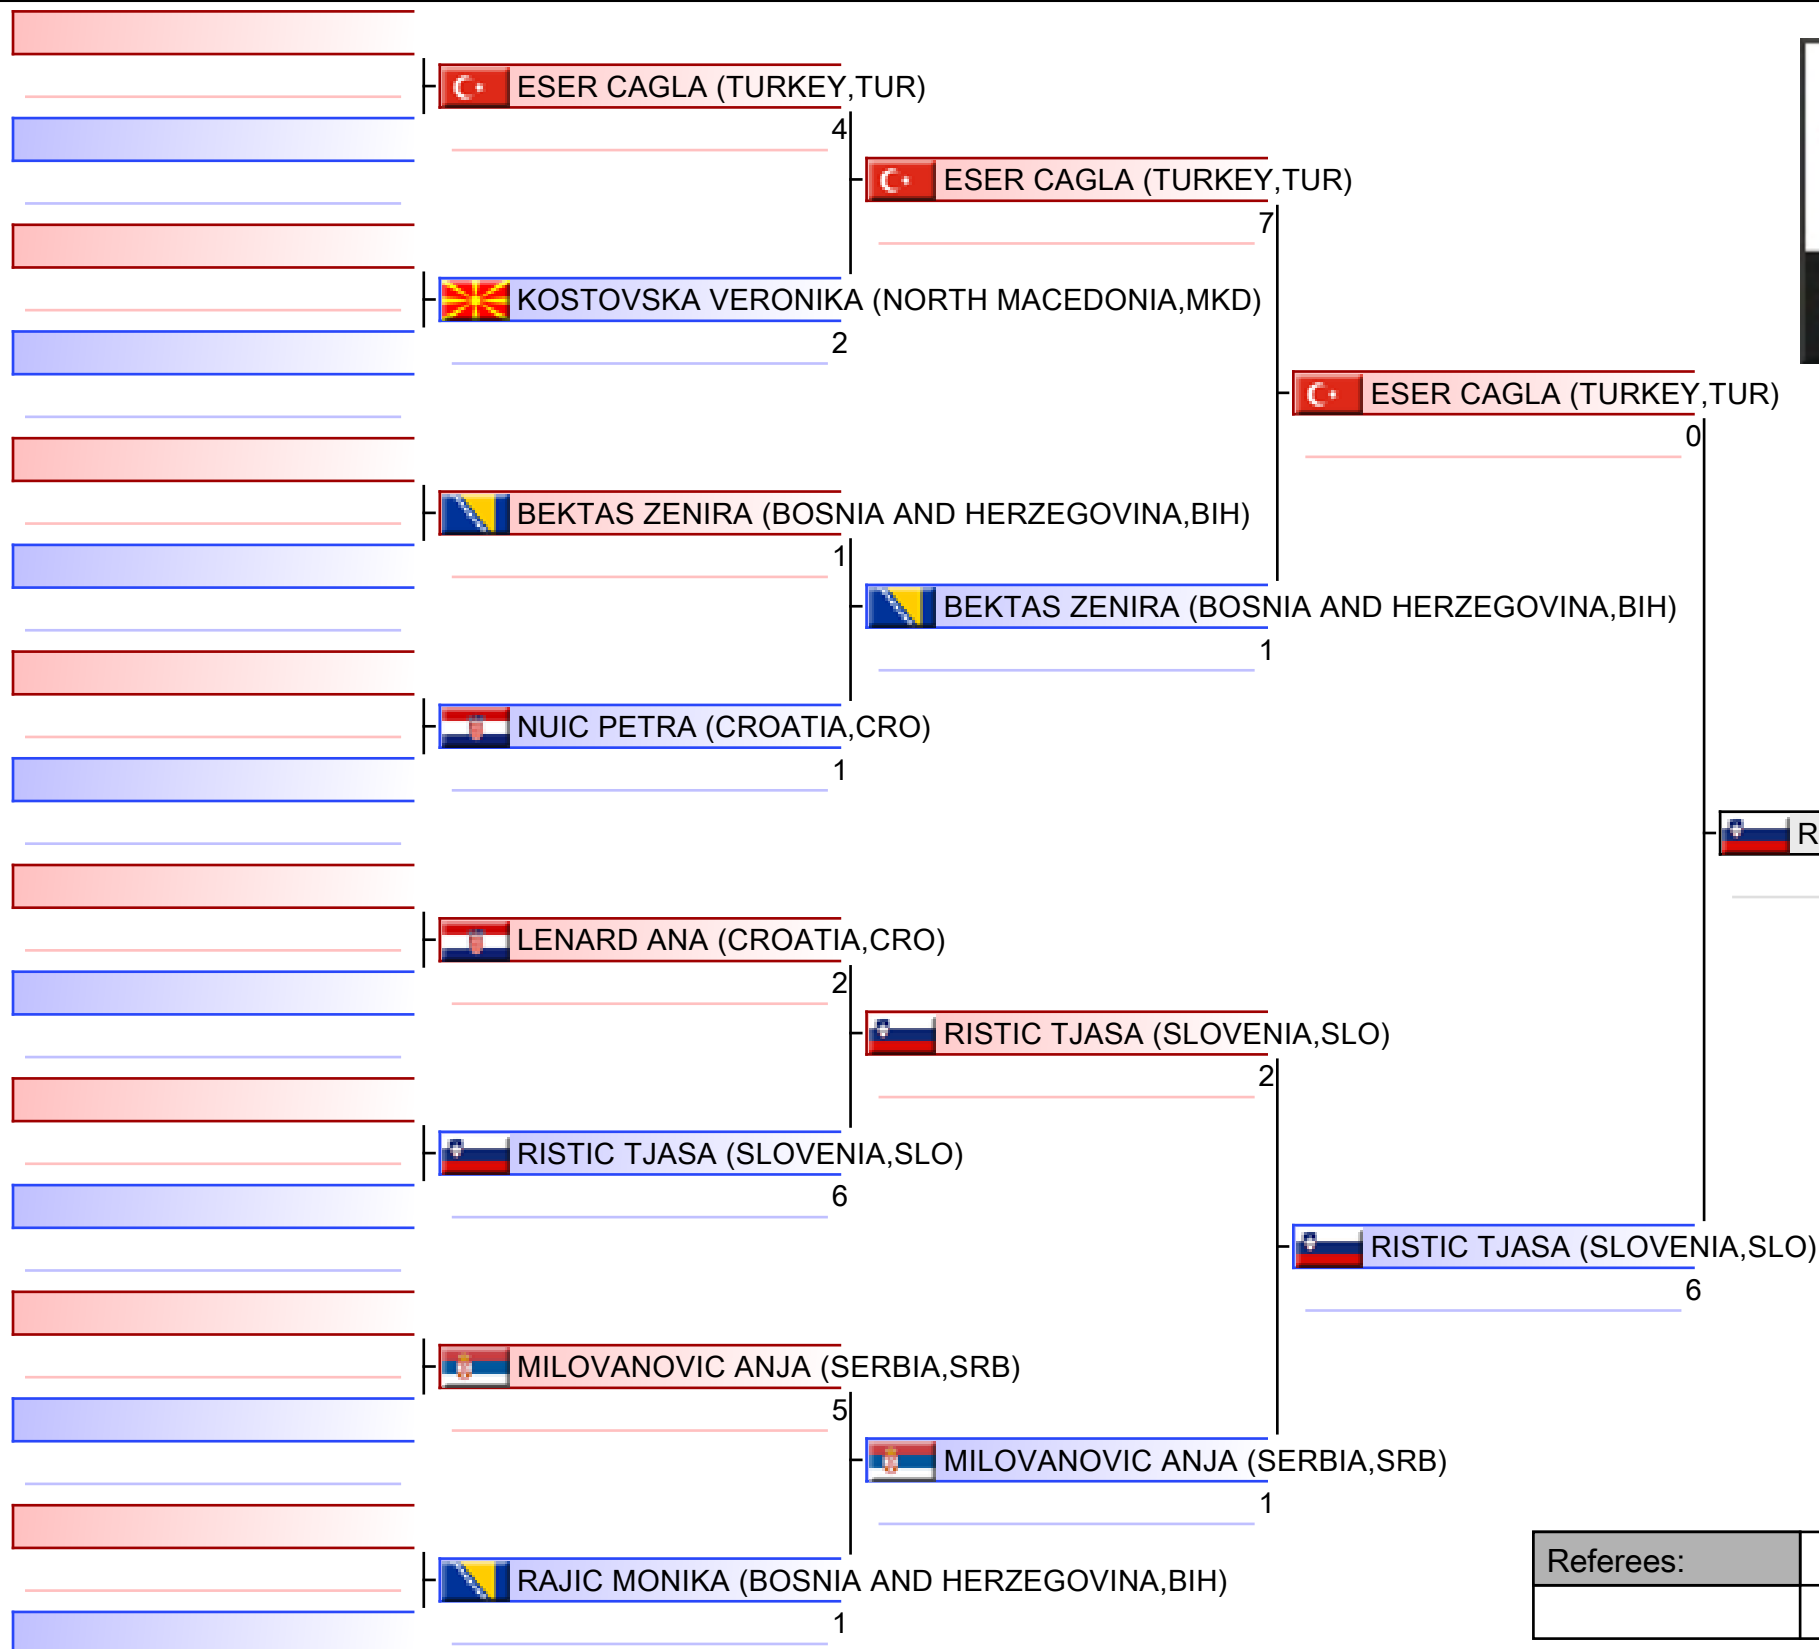 ESER CAGLA (TURKEY,TUR)
4
ESER CAGLA (TURKEY,TUR)
7
KOSTOVSKA VERONIKA (NORTH MACEDONIA,MKD)
2
ESER CAGLA (TURKEY,TUR)
0
BEKTAS ZENIRA (BOSNIA AND HERZEGOVINA,BIH)
1
BEKTAS ZENIRA (BOSNIA AND HERZEGOVINA,BIH)
1
NUIC PETRA (CROATIA,CRO)
1
R
LENARD ANA (CROATIA,CRO)
2
RISTIC TJASA (SLOVENIA,SLO)
2
RISTIC TJASA (SLOVENIA,SLO)
6
RISTIC TJASA (SLOVENIA,SLO)
6
MILOVANOVIC ANJA (SERBIA,SRB)
5
MILOVANOVIC ANJA (SERBIA,SRB)
1
Referees:
RAJIC MONIKA (BOSNIA AND HERZEGOVINA,BIH)
1